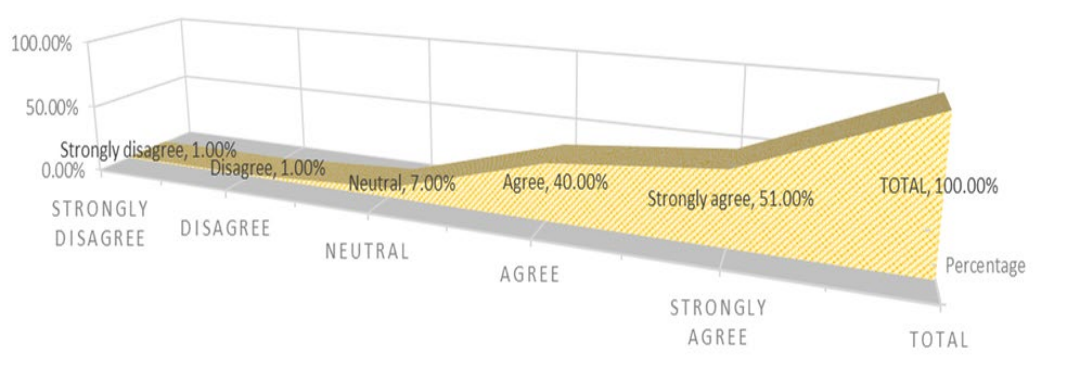 100.00%
50.00%
0.00%
Strongly disagree, 1.00%
Disagree, 1.00%
Neutral, 7.00%
Agree, 40.00%
Strongly agree, 51.00%
TOTAL, 100.00%
STRONGLY
DISAGREE
DISAGREE
NEUTRAL
AGREE
STRONGLY
AGREE
TOTAL
Percentage